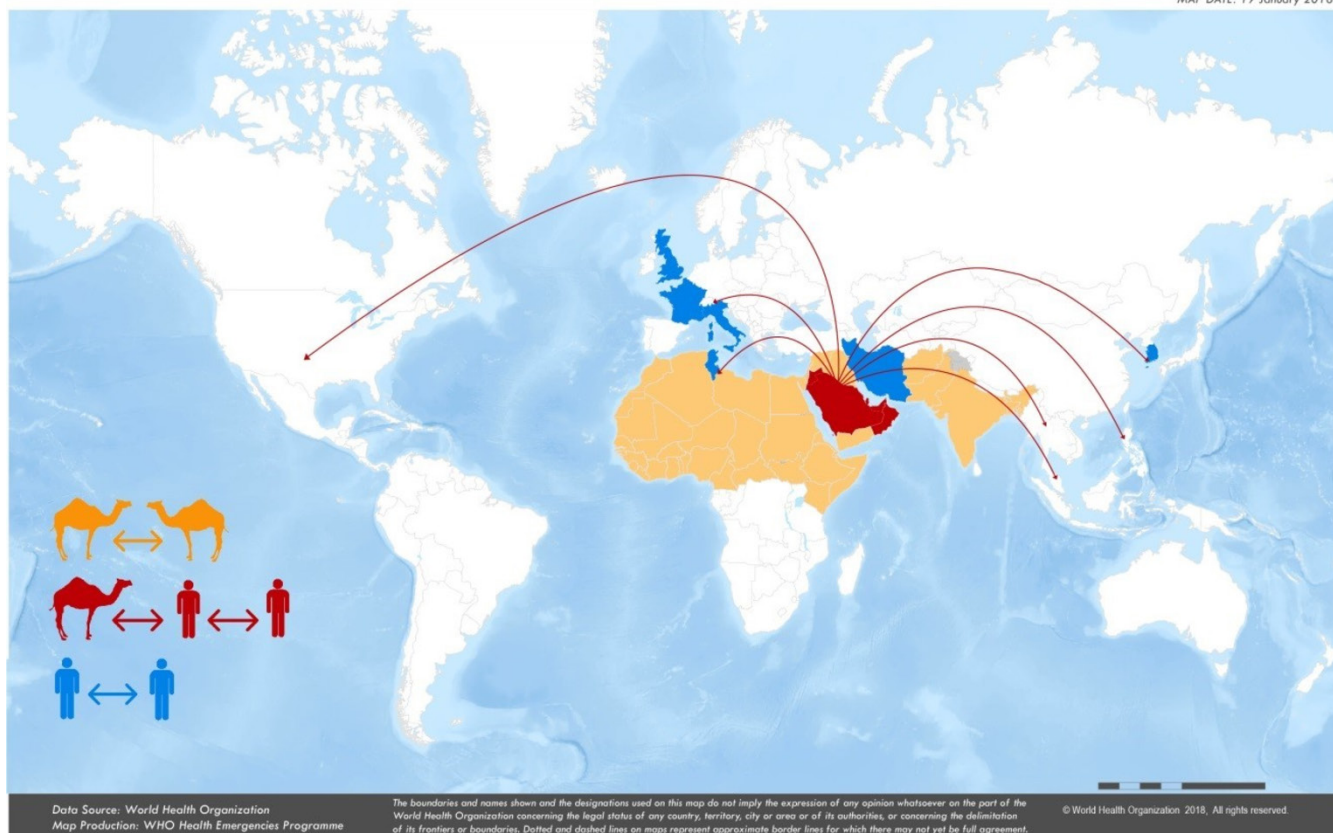 MAP DATE: 19 January 2018
Data Source: World Health Organization
Map Production: WHO Health Emergencies Programme
The boundaries and names shown and the designations used on this map do not imply the expression of any opinion whatsoever on the part of the
World Health Organization concerning the legal status of any country, territory, city or area or of its authorities, or concerning the delimitation
of its frontiers or boundaries. Dotted and dashed lines on maps represent approximate border lines for which there may not yet be full agreement.
© World Health Organization 2018, All rights reserved.